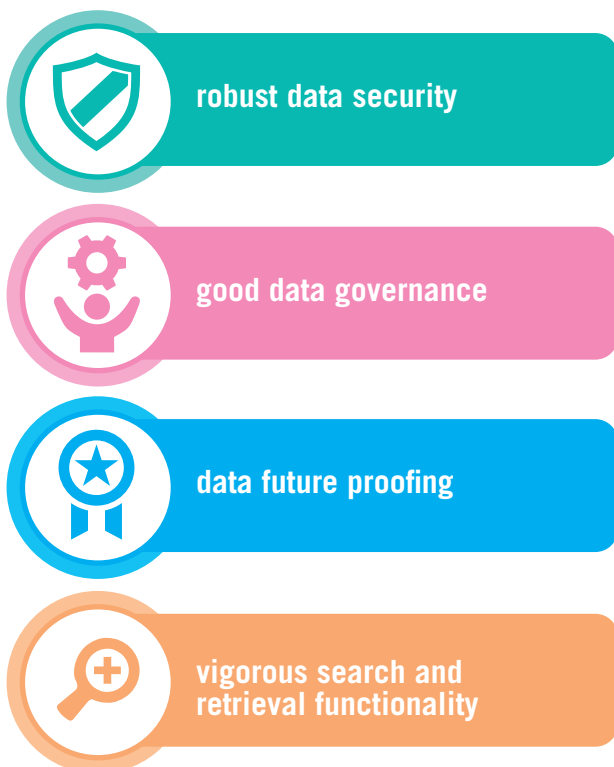 robust data security
good data governance
data future proofing
vigorous search and
retrieval functionality